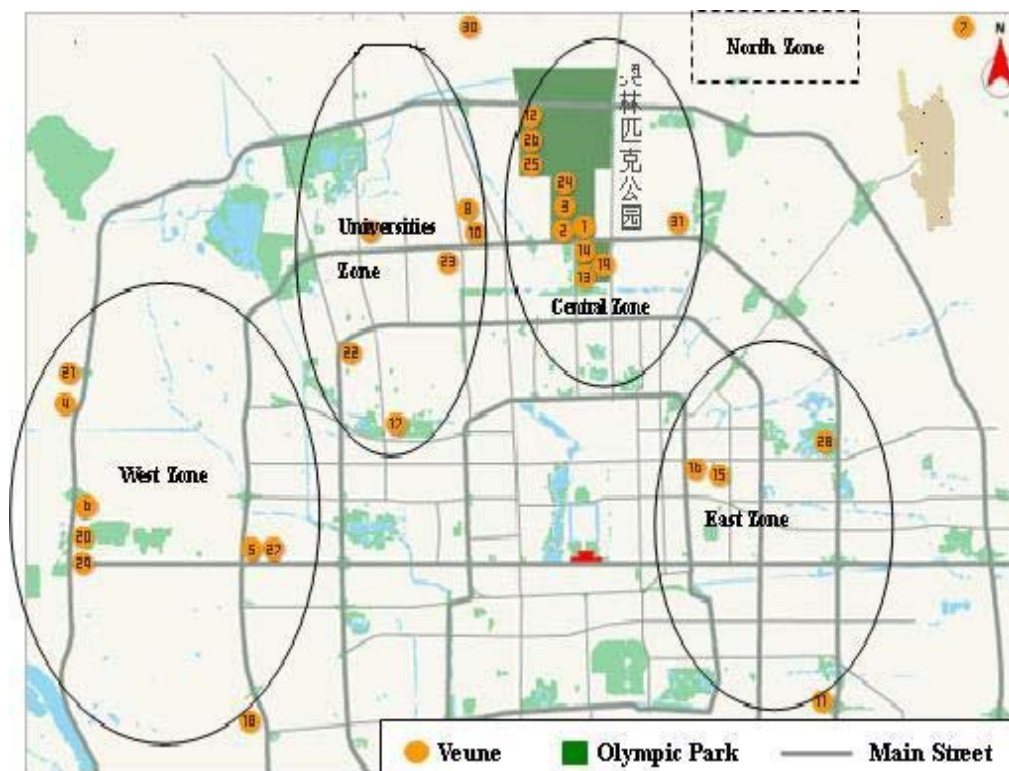 30
North Zone
7
N
奥林匹克公园
12
26
25
24
3
2
1
31
14
19
13
Central Zone
8
10
Universities
Zone
23
22
17
21
4
West Zone
6
20
29
5
27
18
28
16
15
East Zone
11
Veune
Olympic Park
Main Street